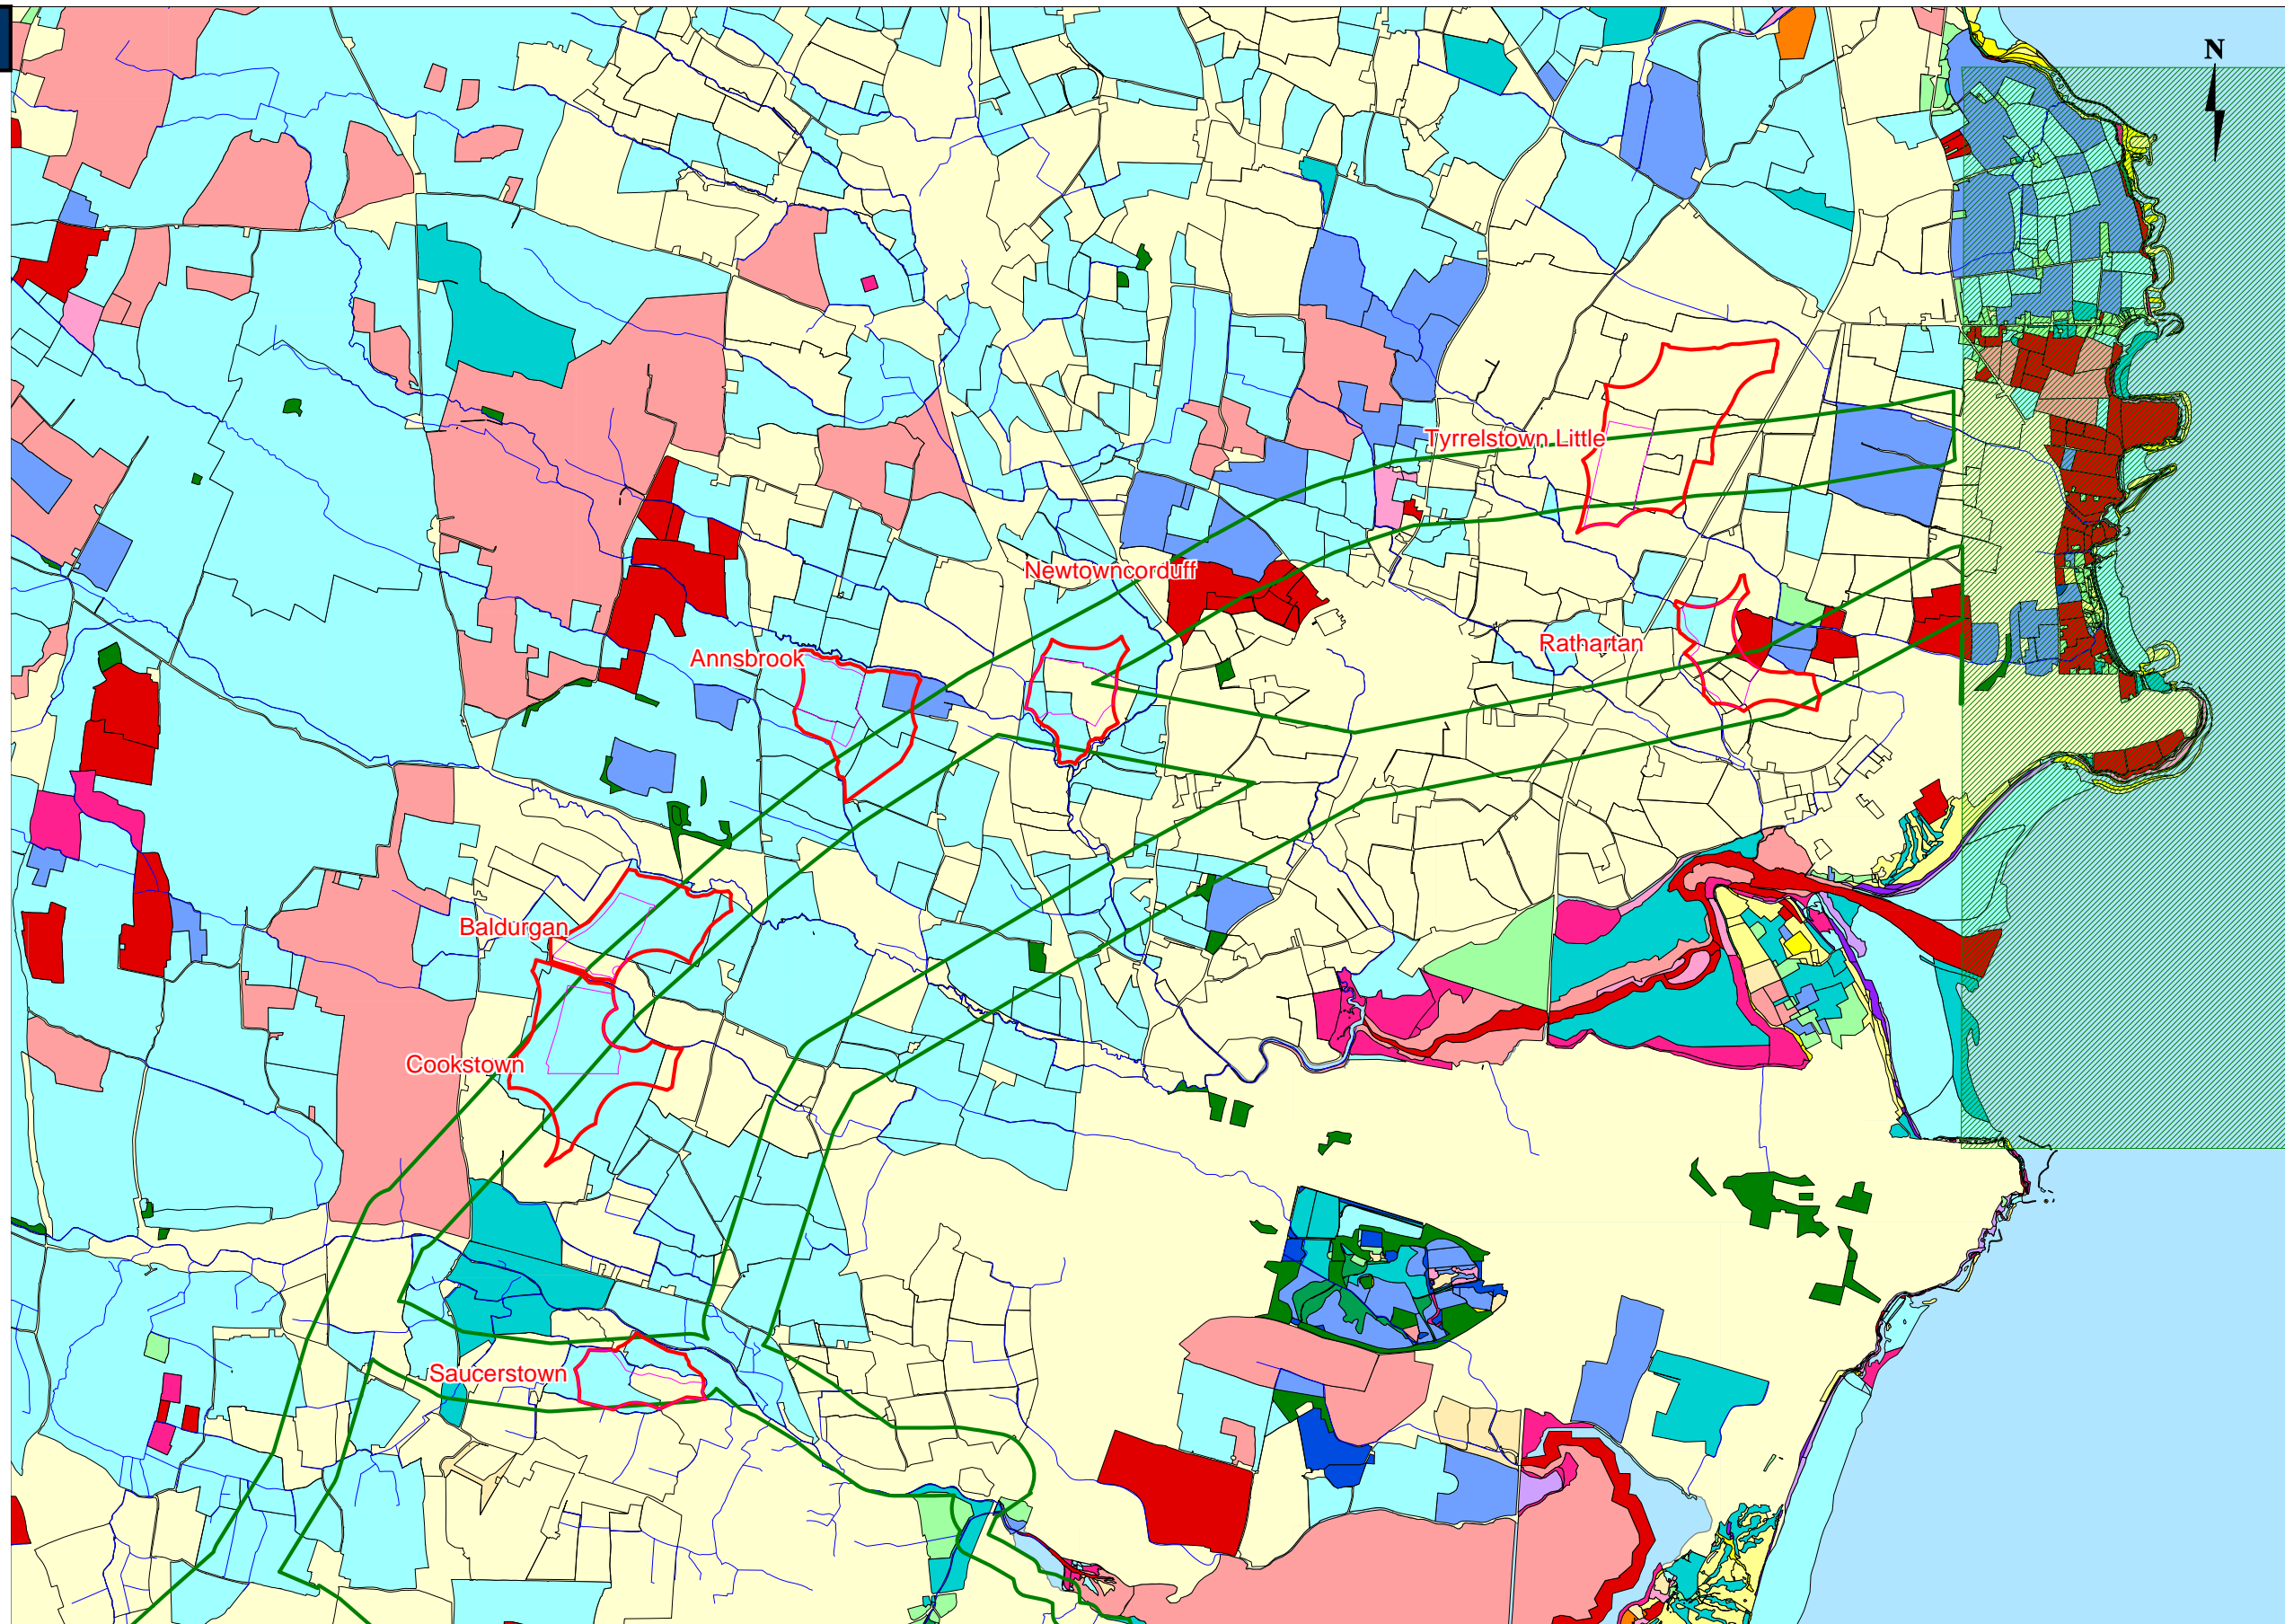 N
Tyrrelstown Little
Newtowncorduff
Rathartan
Annsbrook
Baldurgan
Cookstown
Saucerstown